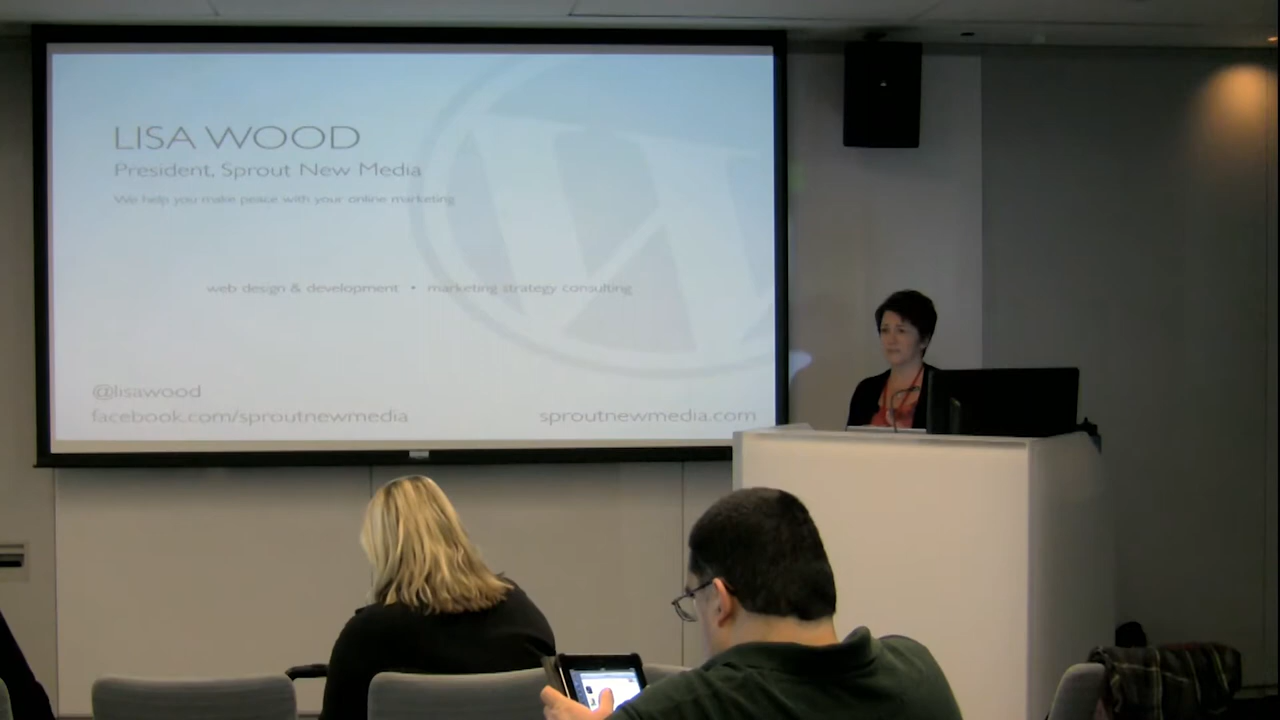 LISA WOOD
President, Sprout New Media
We help you make peace with your online marketing
web design & development • marketing strategy consulting
@lisawood
facebook.com/sproutnewmedia
sproutnewmedia.com